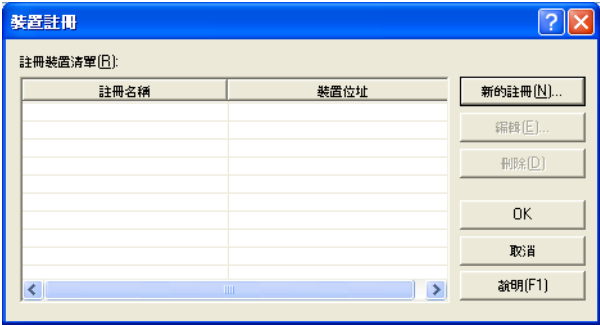 裝置註冊
註冊裝置清單(R):
註冊名稱 裝置位址
新的註冊(N)...
編輯(E)...
刪除(D)
OK
取消
說明(F1)